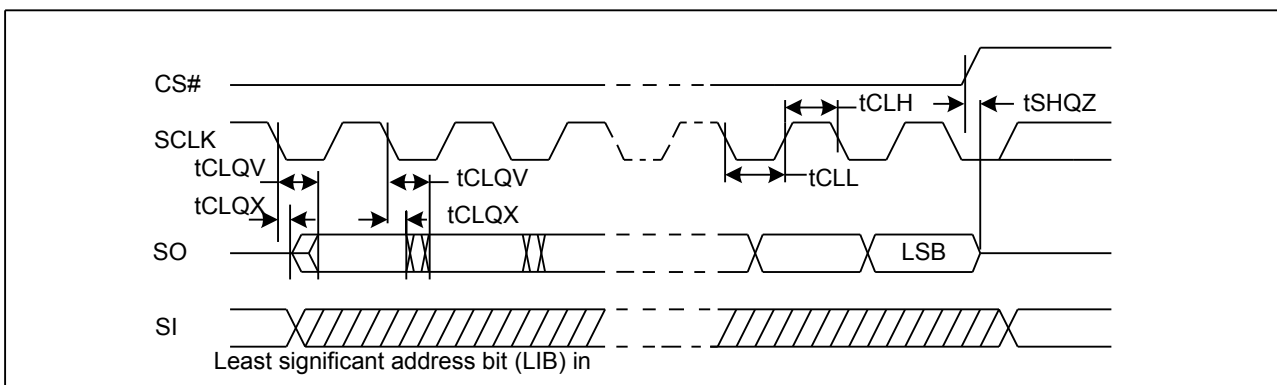 CS#
tCLH
tSHQZ
SCLK
tCLQV
tCLQV
tCLL
tCLQX
tCLQX
SO
LSB
SI
Least significant address bit (LIB) in